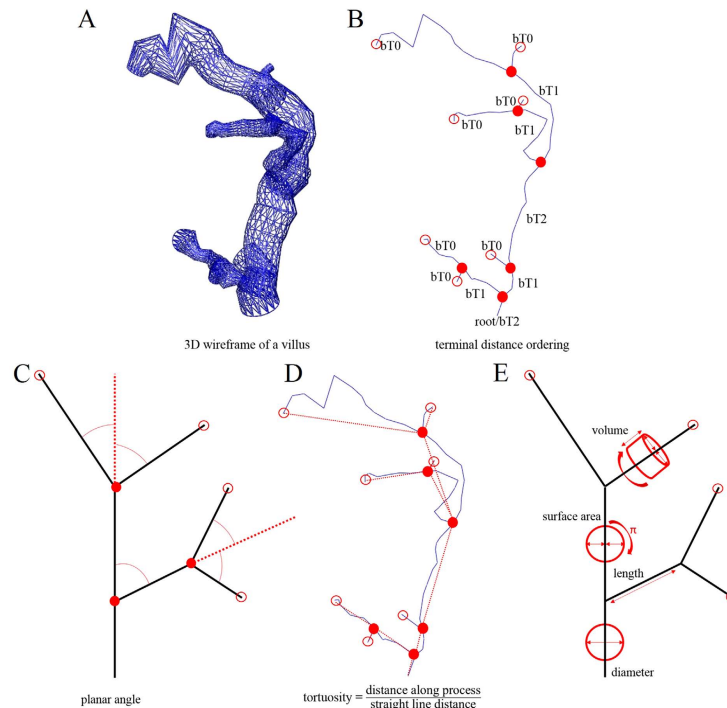 A
B
bT0
bT0
bT1
bT0
bT0
bT1
bT2
bT0
bT0
bT0
bT1
bT1
root/bT2
3D wireframe of a villus
terminal distance ordering
C
D
E
volume
surface area
π
length
diameter
planar angle
tortuosity = distance along process
straight line distance